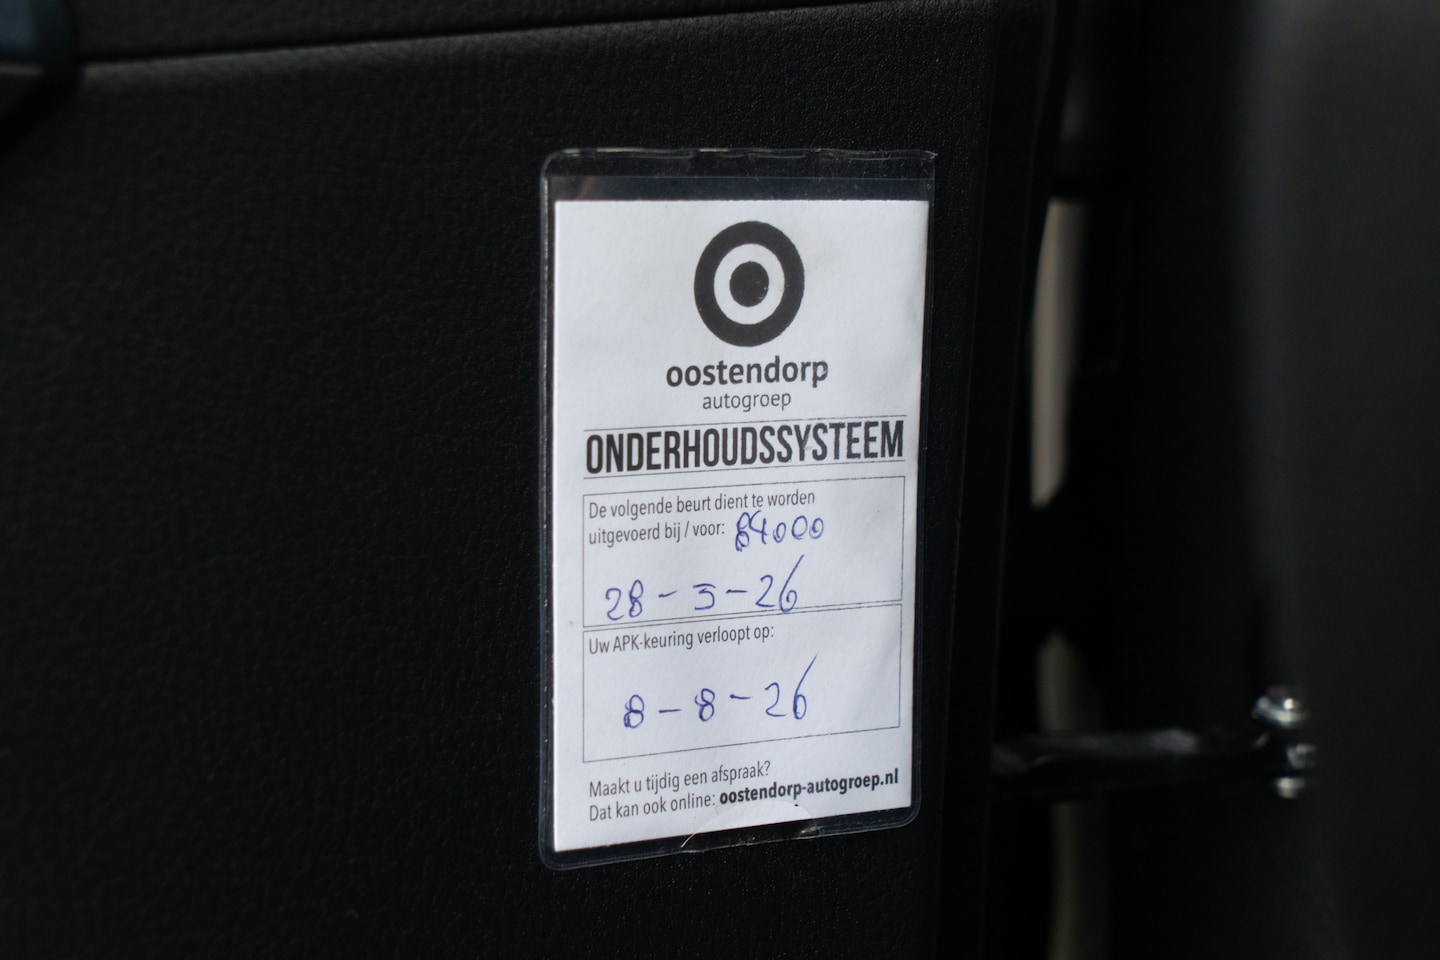 oostendorp
autogroep
ONDERHOUDSSYSTEEM
De volgende beurt dient te worden
uitgevoerd bij / voor: 84000
28-3-26
Uw APK-keuring verloopt op:
8-8-26
Maakt u tijdig een afspraak?
Dat kan ook online: oostendorp-autogroep.nl